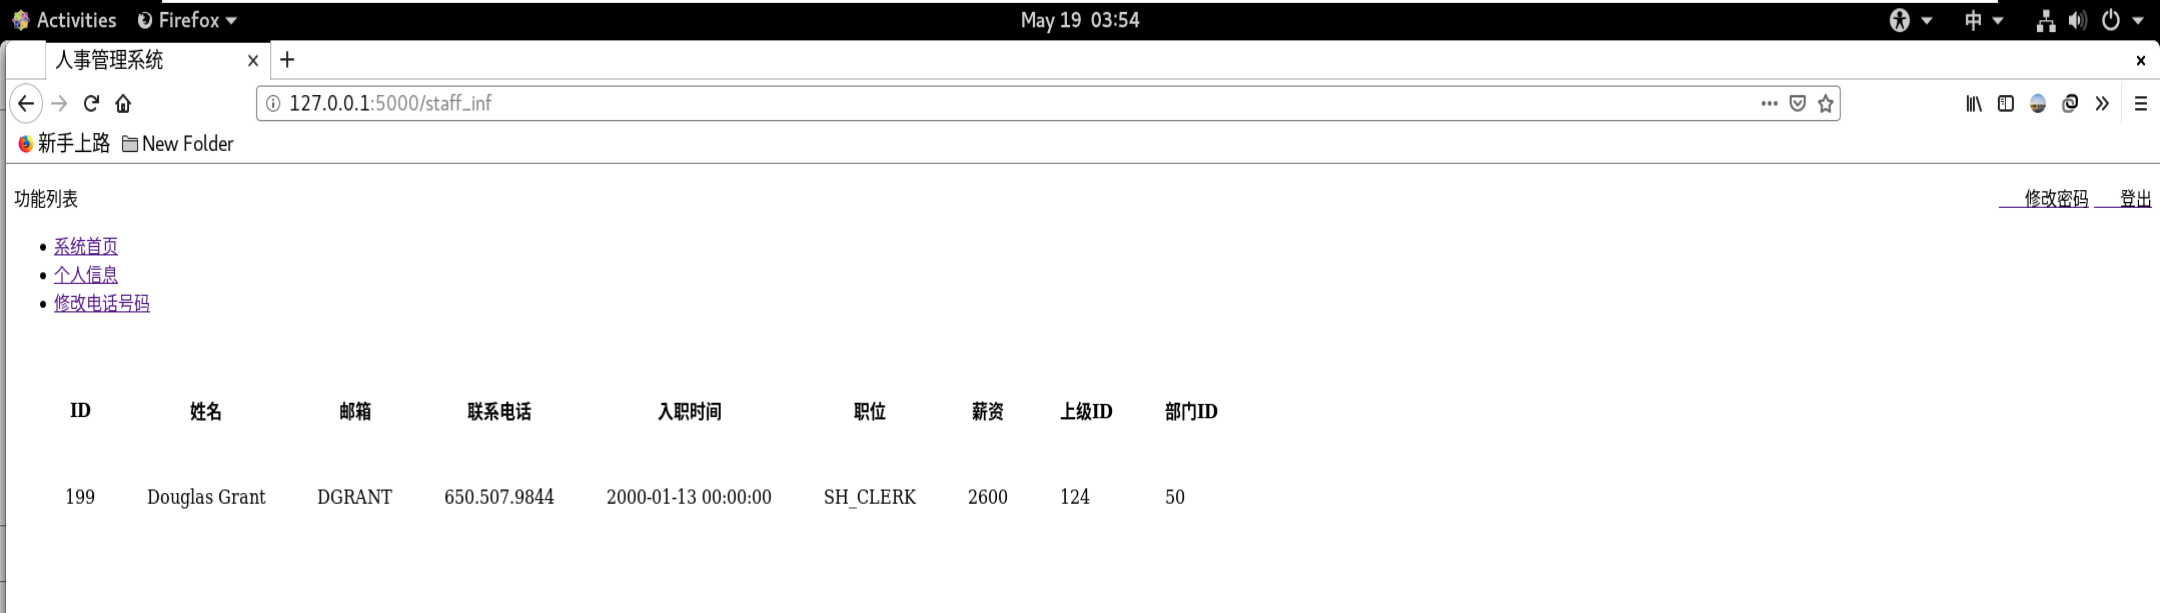 Activities Firefox May 19 03:54 中
人事管理系统
127.0.0.1:5000/staff_inf
新手上路 New Folder
功能列表 修改密码 登出
系统首页
个人信息
修改电话号码
ID 姓名 邮箱 联系电话 入职时间 职位 薪资 上级ID 部门ID
199 Douglas Grant DGRANT 650.507.9844 2000-01-13 00:00:00 SH_CLERK 2600 124 50